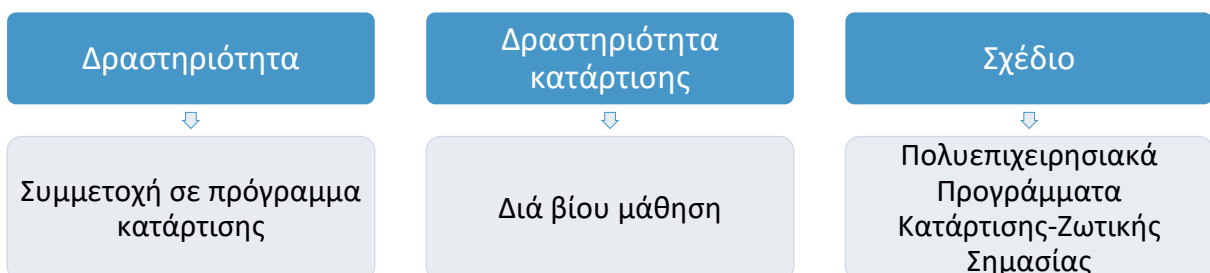 Δραστηριότητα
Συμμετοχή σε πρόγραμμα
κατάρτισης
Δραστηριότητα
κατάρτισης
Διά βίου μάθηση
Σχέδιο
Πολυεπιχειρησιακά
Προγράμματα
Κατάρτισης-Ζωτικής
Σημασίας